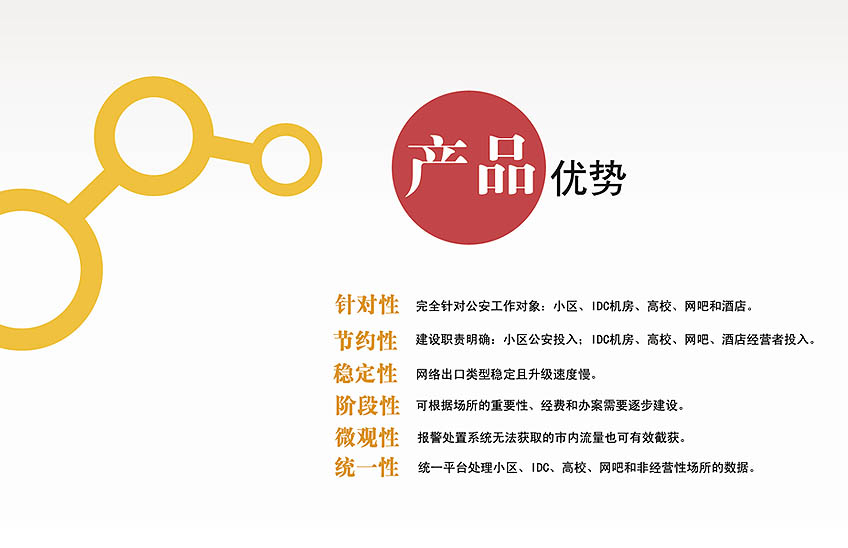 产品优势
针对性 完全针对公安工作对象：小区、IDC机房、高校、网吧和酒店。
节约性 建设职责明确：小区公安投入；IDC机房、高校、网吧、酒店经营者投入。
稳定性 网络出口类型稳定且升级速度慢。
阶段性 可根据场所的重要性、经费和办案需要逐步建设。
微观性 报警处置系统无法获取的市内流量也可有效截获。
统一性 统一平台处理小区、IDC、高校、网吧和非经营性场所的数据。